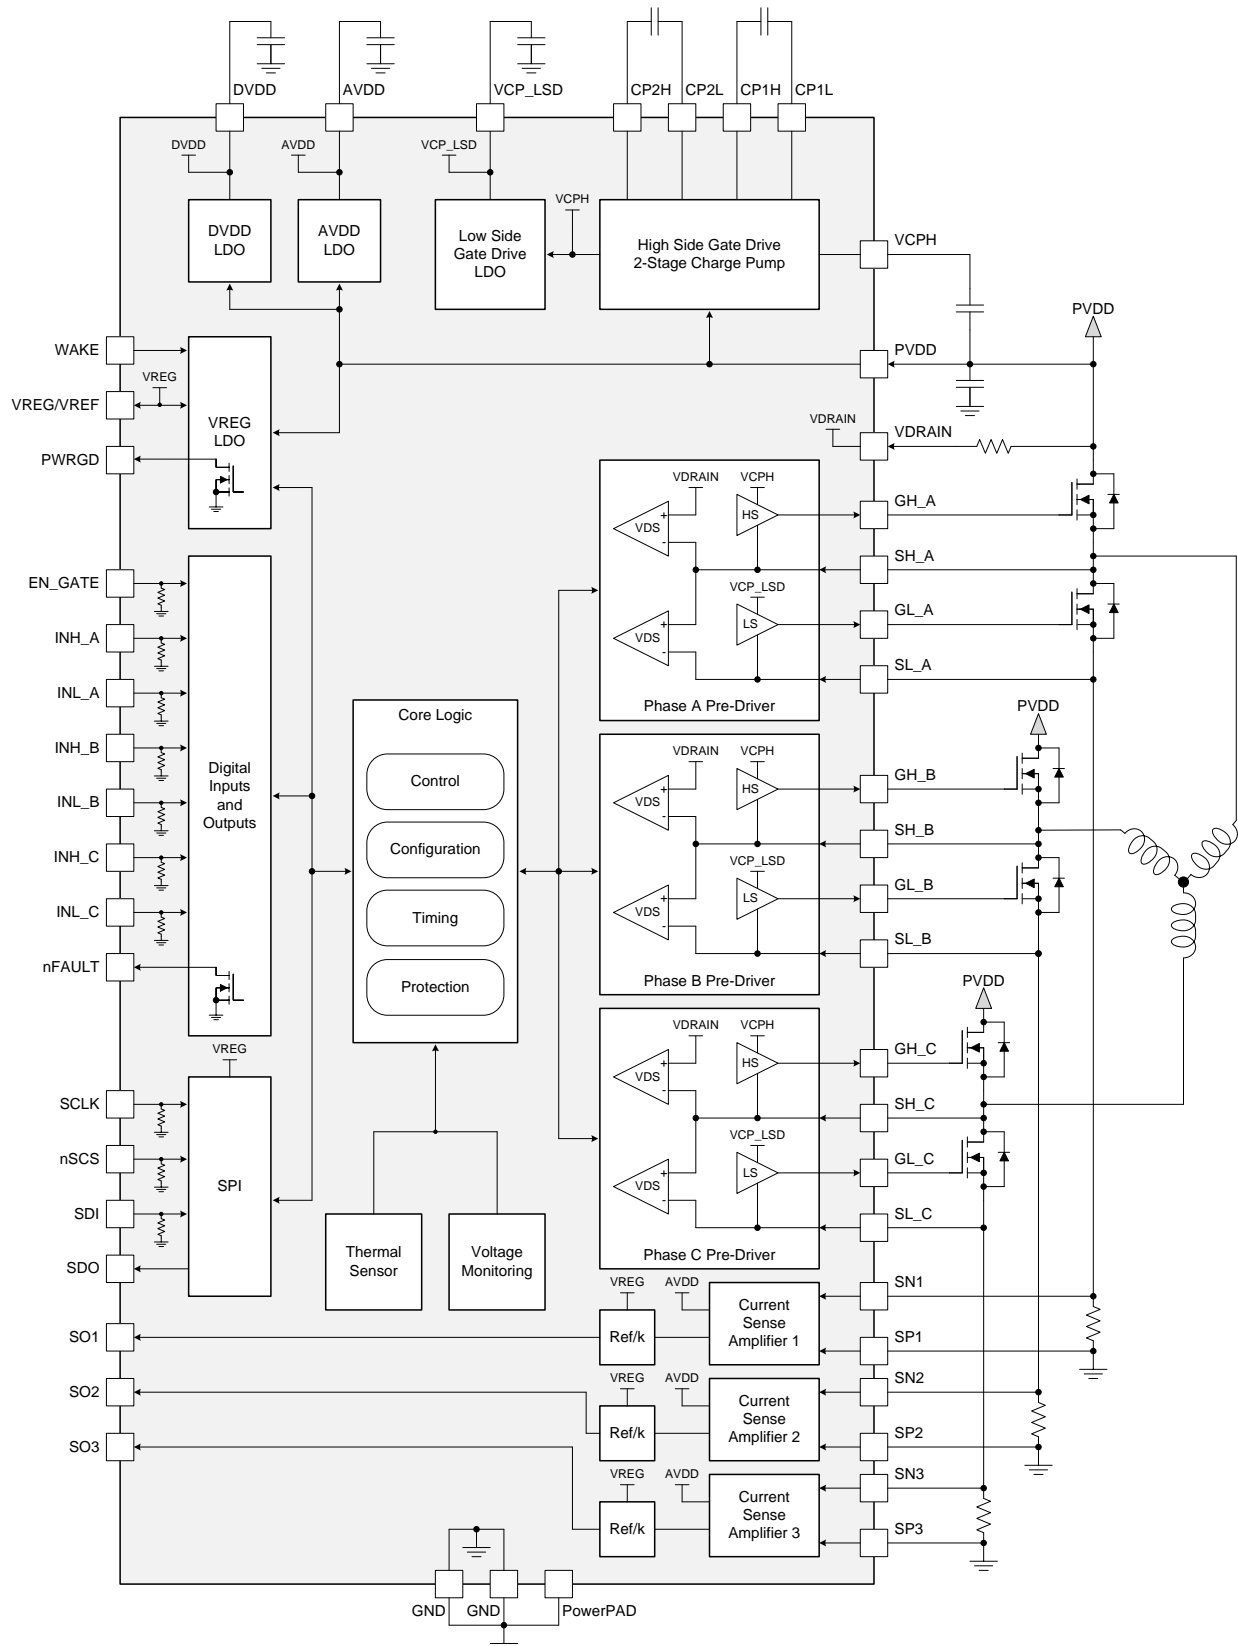 DVDD
AVDD
VCP_LSD
CP2H
CP2L
CP1H
CP1L
DVDD
AVDD
VCP_LSD
VCPH
DVDD
LDO
AVDD
LDO
Low Side
Gate Drive
LDO
High Side Gate Drive
2-Stage Charge Pump
VCPH
PVDD
WAKE
PVDD
VREG
VREG/VREF
VREG
LDO
VDRAIN
VDRAIN
PWRGD
VDRAIN
VCPH
+
VDS
-
HS
GH_A
SH_A
EN_GATE
VCP_LSD
+
VDS
-
LS
GL_A
INH_A
SL_A
INL_A
Phase A Pre-Driver
Core Logic
PVDD
INH_B
VDRAIN
VCPH
Digital
Inputs
and
Outputs
Control
+
VDS
-
HS
GH_B
INL_B
SH_B
Configuration
INH_C
VCP_LSD
+
VDS
-
LS
GL_B
INL_C
Timing
SL_B
nFAULT
Protection
Phase B Pre-Driver
PVDD
VDRAIN
VCPH
VREG
+
VDS
-
HS
GH_C
SCLK
SH_C
VCP_LSD
nSCS
+
VDS
-
LS
GL_C
SPI
SDI
SL_C
Thermal
Sensor
Voltage
Monitoring
Phase C Pre-Driver
SDO
VREG
AVDD
SN1
Current
Sense
Amplifier 1
SO1
Ref/k
SP1
VREG
AVDD
SN2
SO2
Current
Sense
Amplifier 2
Ref/k
SP2
SO3
VREG
AVDD
SN3
Current
Sense
Amplifier 3
Ref/k
SP3
GND
GND
PowerPAD